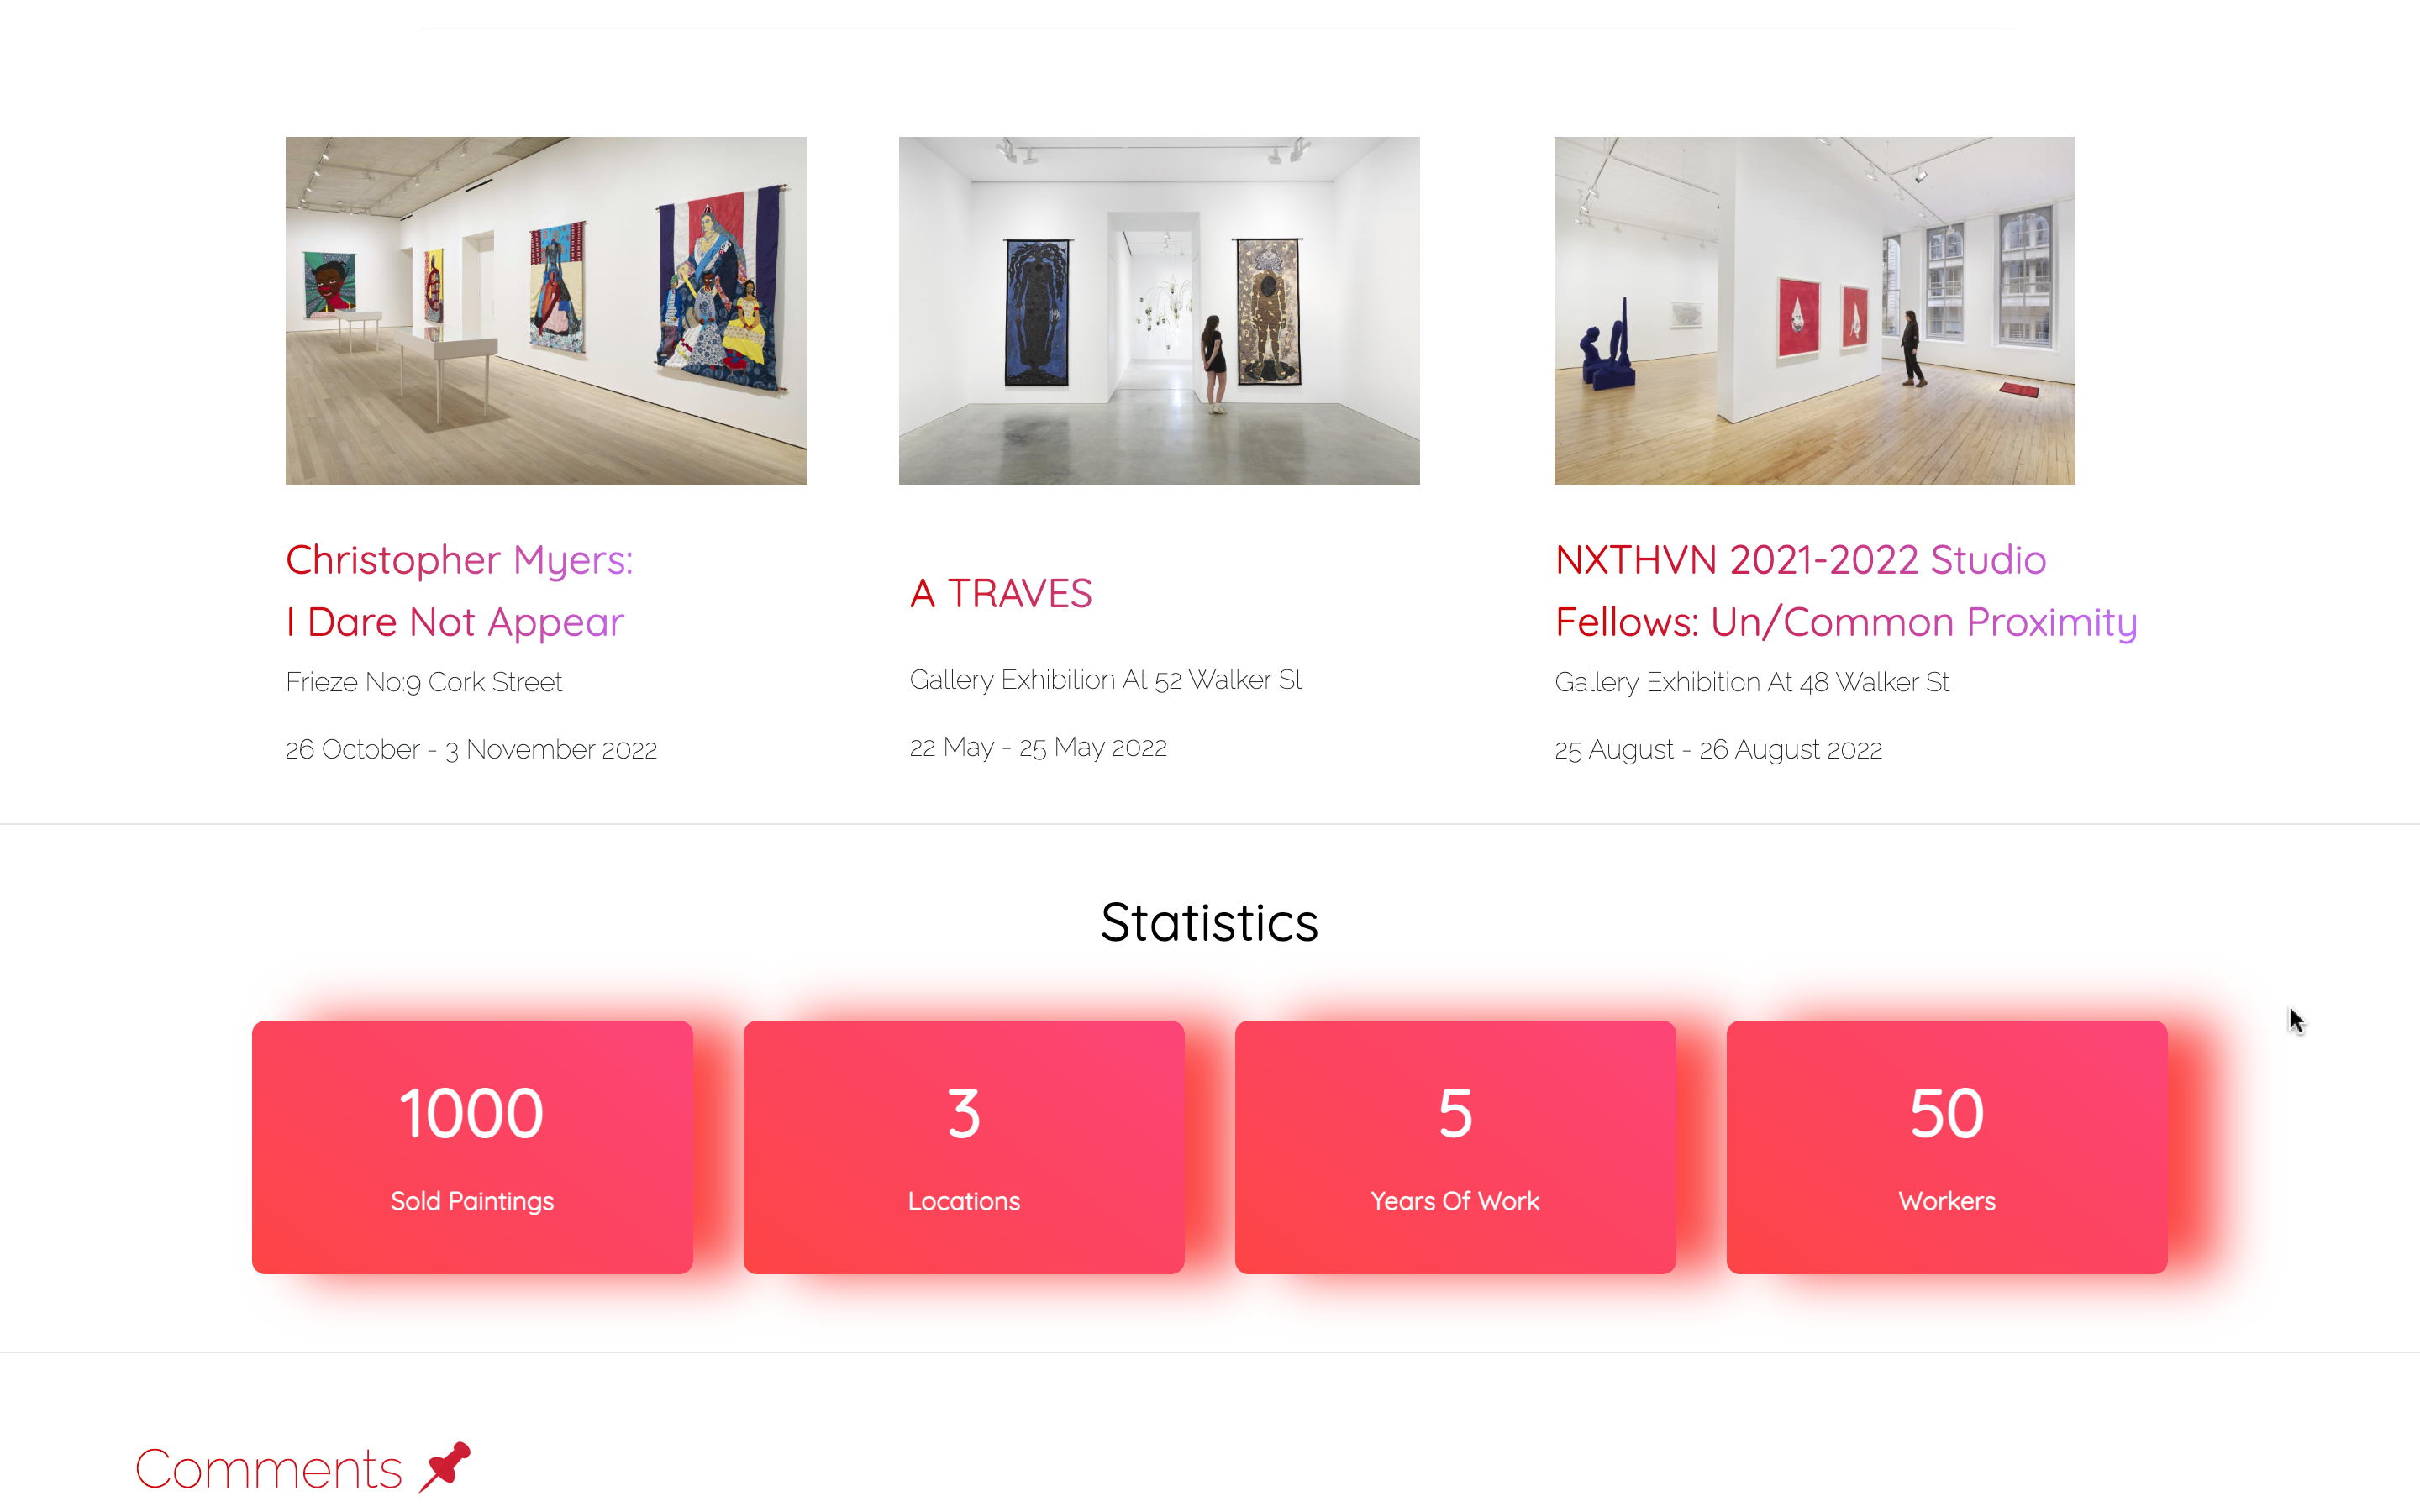 Christopher Myers:
I Dare Not Appear
Frieze No:9 Cork Street
26 October - 3 November 2022
A TRAVES
Gallery Exhibition At 52 Walker St
22 May - 25 May 2022
NXTHVN 2021-2022 Studio
Fellows: Un/Common Proximity
Gallery Exhibition At 48 Walker St
25 August - 26 August 2022
Statistics
1000
Sold Paintings
3
Locations
5
Years Of Work
50
Workers
Comments